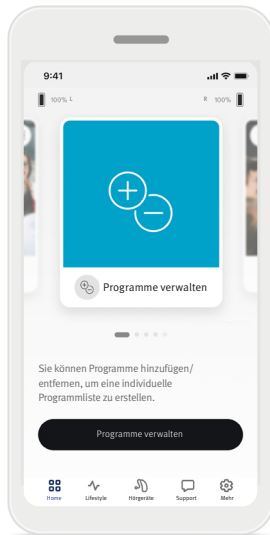 9:41
100% L
R 100%
Programme verwalten
Sie können Programme hinzufügen/
entfernen, um eine individuelle
Programmliste zu erstellen.
Programme verwalten
Home Lifestyle Hörgeräte Support Mehr